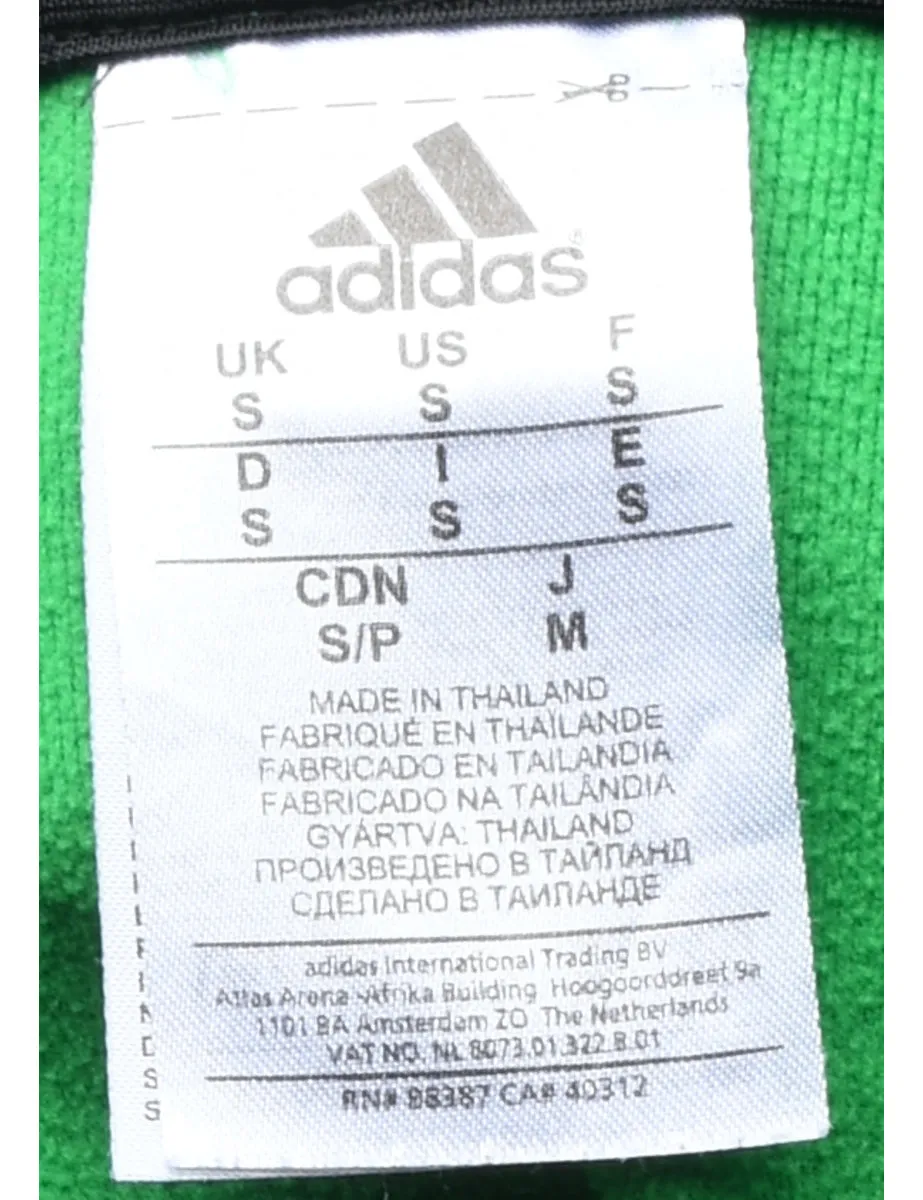 adidas®
UK US F
S S S
D I E
S S S
CDN J
S/P M
MADE IN THAILAND
FABRIQUÉ EN THAÏLANDE
FABRICADO EN TAILANDIA
FABRICADO NA TAILÂNDIA
GYÁRTVA: THAILAND
ПРОИЗВЕДЕНО В ТАЙЛАНД
СДЕЛАНО В ТАИЛАНДЕ
adidas International Trading BV
Atlas Arena -Afrika Building Hoogoorddreef 9a
1101 BA Amsterdam ZO The Netherlands
VAT NO. NL 8073.01.322.B.01
RN# 88387 CA# 40312